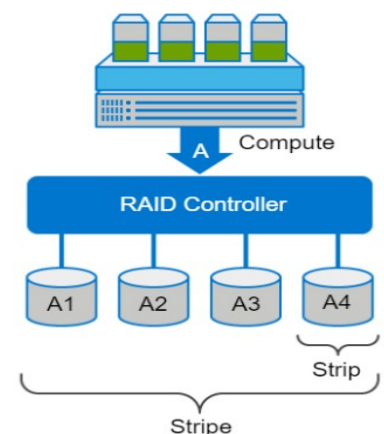 A
Compute
RAID Controller
A1 A2 A3 A4
Strip
Stripe